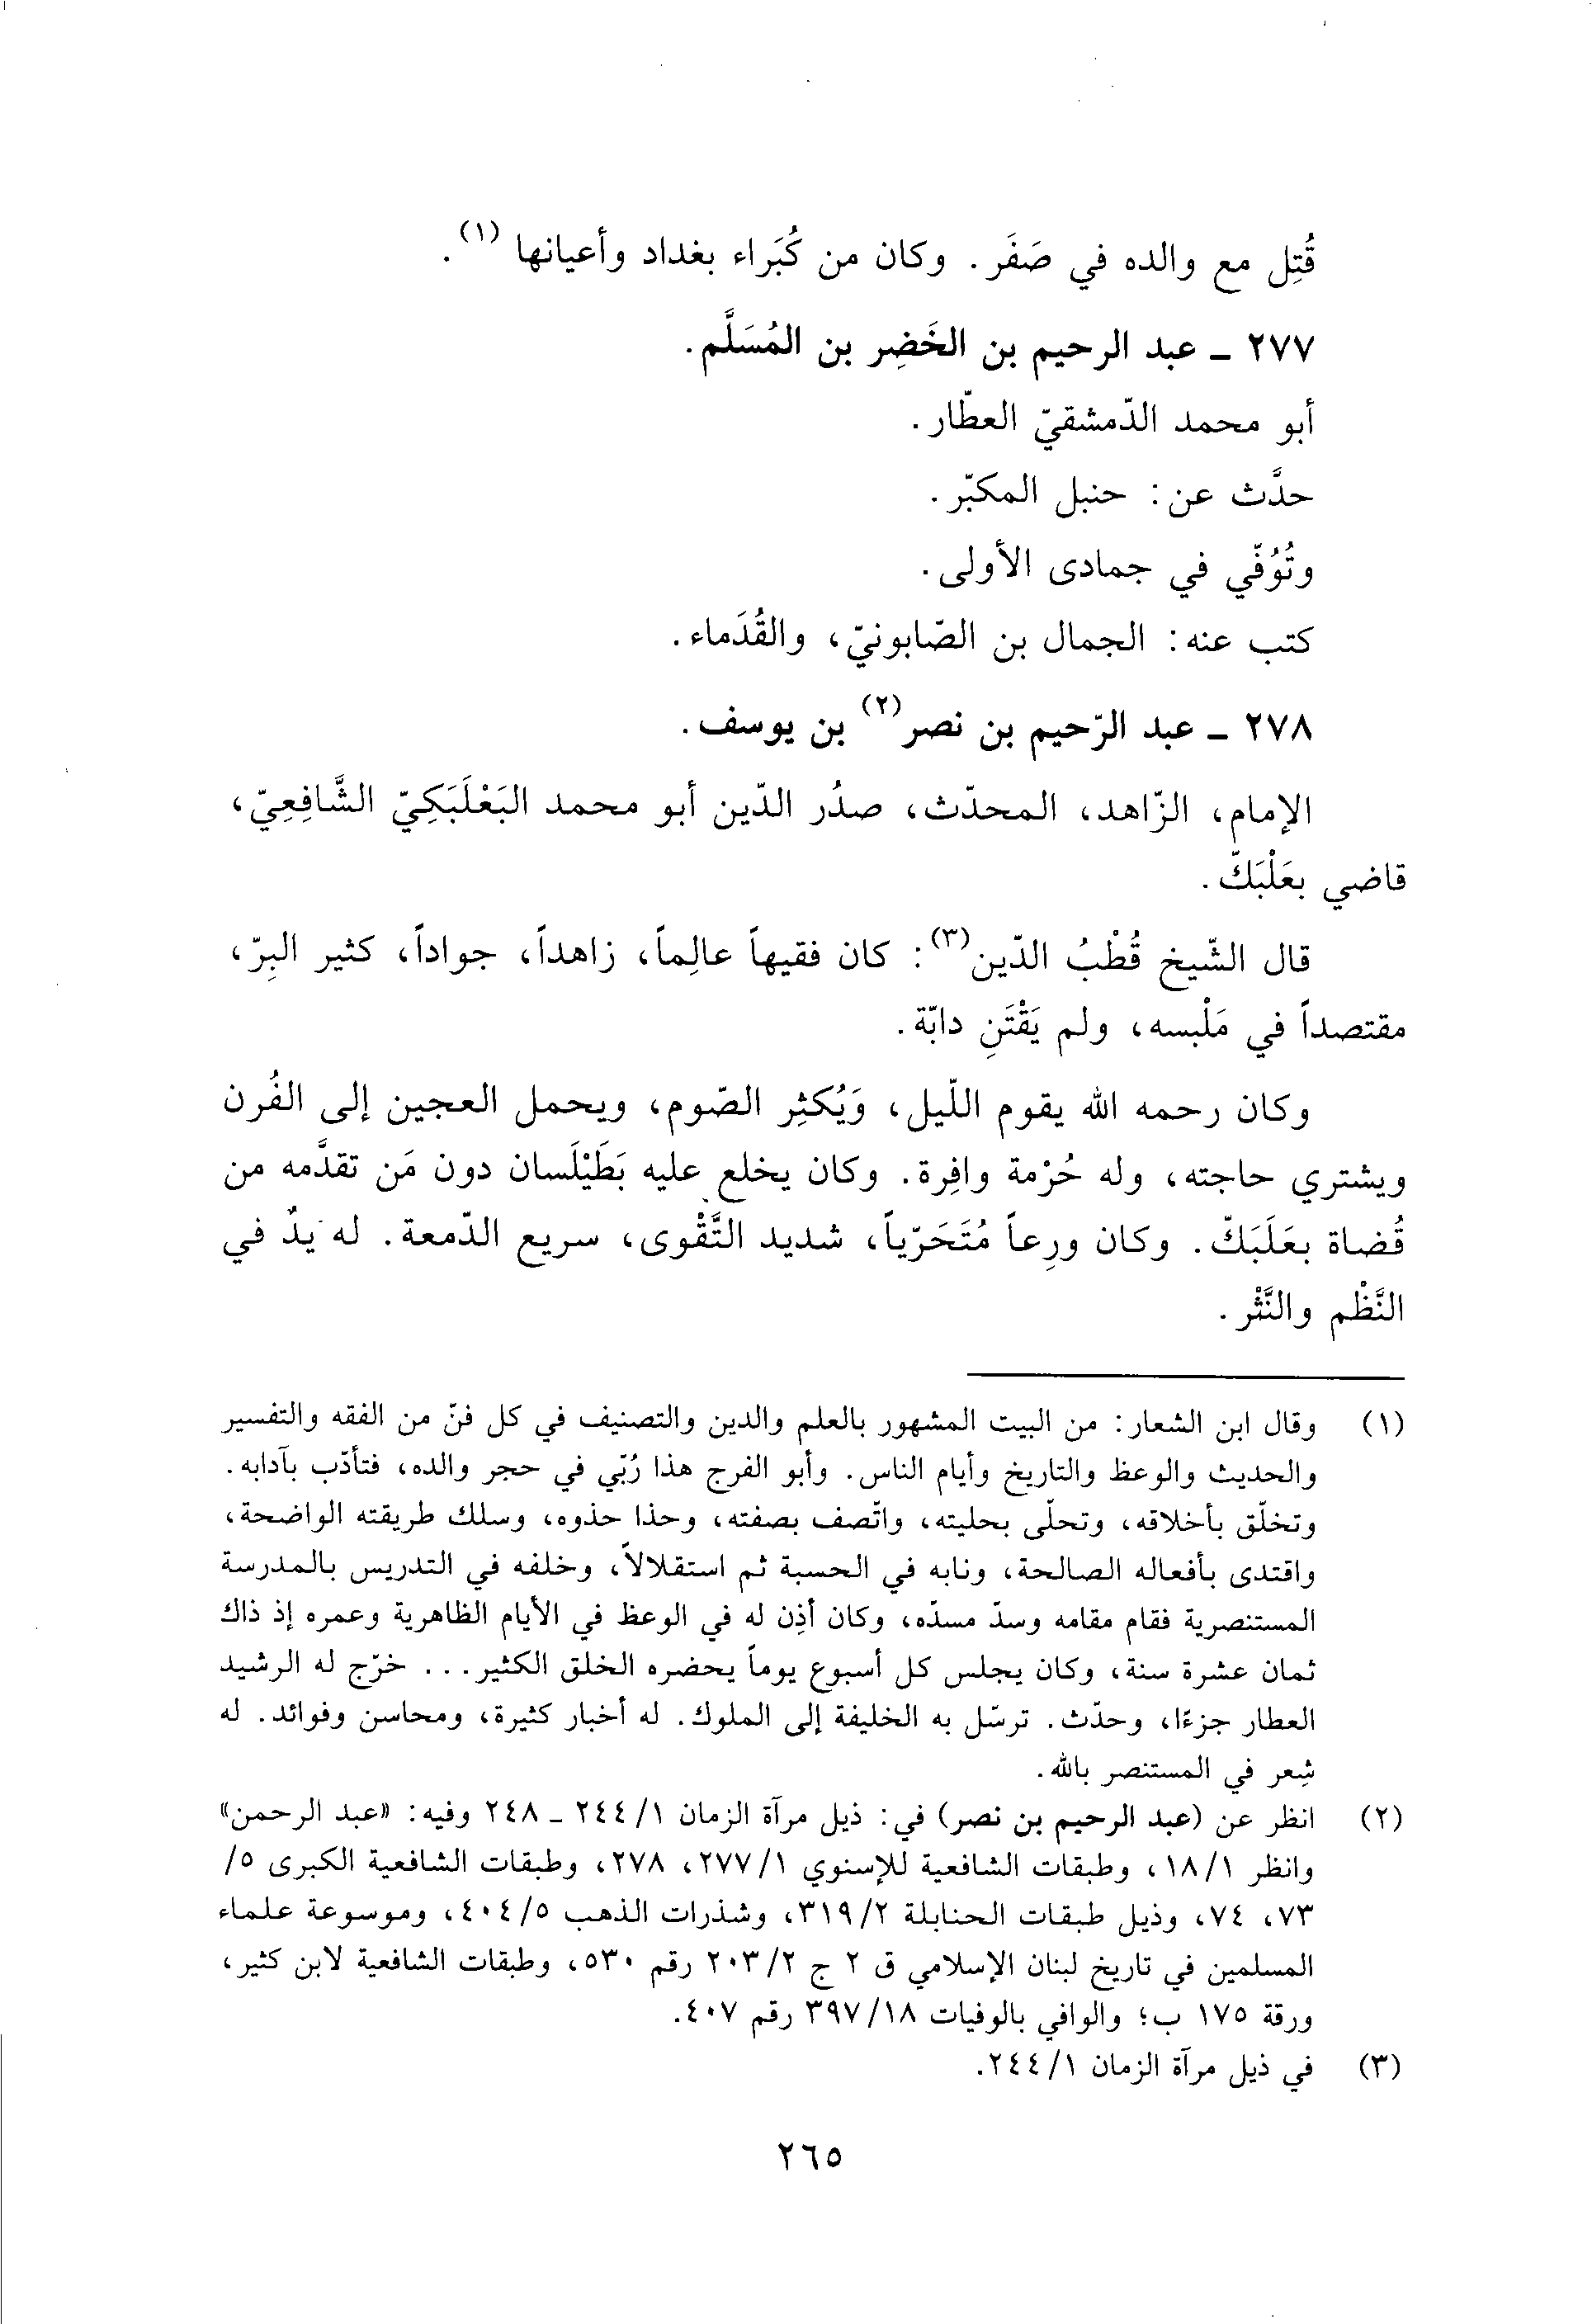 قُتِل مع والده في صَفَر. وكان من كُبَراء بغداد وأعيانها (١).
٢٧٧ ـ عبد الرحيم بن الخَضِر بن المُسَلَّم.
أبو محمد الدّمشقيّ العطّار.
حدَّث عن: حنبل المكبّر.
وتُوُفّي في جمادى الأولى.
كتب عنه: الجمال بن الصّابونيّ، والقُدَماء.
٢٧٨ ـ عبد الرّحيم بن نصر(٢) بن يوسف.
الإمام، الزّاهد، المحدّث، صدُر الدّين أبو محمد البَعْلَبَكِيّ الشَّافِعِيّ،
قاضي بعَلْبَكّ.
قال الشّيخ قُطْبُ الدّين(٣): كان فقيهاً عالِماً، زاهداً، جواداً، كثير البِرّ،
مقتصداً في مَلْبسه، ولم يَقْتَنِ دابّة.
وكان رحمه الله يقوم اللّيل، وَيُكثِر الصّوم، ويحمل العجين إلى الفُرن
ويشتري حاجته، وله حُرْمة وافِرة. وكان يخلع عليه بَطَيْلَسان دون مَن تقدَّمه من
قُضاة بعَلَبَكّ. وكان ورِعاً مُتَحَرّياً، شديد التَّقْوى، سريع الدّمعة. له يدٌ في
النَّظْم والنَّثْر.
(١) وقال ابن الشعار: من البيت المشهور بالعلم والدين والتصنيف في كل فنّ من الفقه والتفسير
والحديث والوعظ والتاريخ وأيام الناس. وأبو الفرج هذا رُبّي في حجر والده، فتأدّب بآدابه.
وتخلّق بأخلاقه، وتحلّى بحليته، واتّصف بصفته، وحذا حذوه، وسلك طريقته الواضحة،
واقتدى بأفعاله الصالحة، ونابه في الحسبة ثم استقلالاً، وخلفه في التدريس بالمدرسة
المستنصرية فقام مقامه وسدّ مسدّه، وكان أذِن له في الوعظ في الأيام الظاهرية وعمره إذ ذاك
ثمان عشرة سنة، وكان يجلس كل أسبوع يوماً يحضره الخلق الكثير... خرّج له الرشيد
العطار جزءًا، وحدّث. ترسّل به الخليفة إلى الملوك. له أخبار كثيرة، ومحاسن وفوائد. له
شِعر في المستنصر بالله.
(٢) انظر عن (عبد الرحيم بن نصر) في: ذيل مرآة الزمان ١/ ٢٤٤ ـ ٢٤٨ وفيه: «عبد الرحمن»
وانظر ١/ ١٨، وطبقات الشافعية للإسنوي ١/ ٢٧٧، ٢٧٨، وطبقات الشافعية الكبرى ٥/
٧٣، ٧٤، وذيل طبقات الحنابلة ٢/ ٣١٩، وشذرات الذهب ٥/ ٤٠٤، وموسوعة علماء
المسلمين في تاريخ لبنان الإسلامي ق ٢ ج ٢/ ٢٠٣ رقم ٥٣٠، وطبقات الشافعية لابن كثير،
ورقة ١٧٥ ب؛ والوافي بالوفيات ١٨/ ٣٩٧ رقم ٤٠٧.
(٣) في ذيل مرآة الزمان ١/ ٢٤٤.
٢٦٥